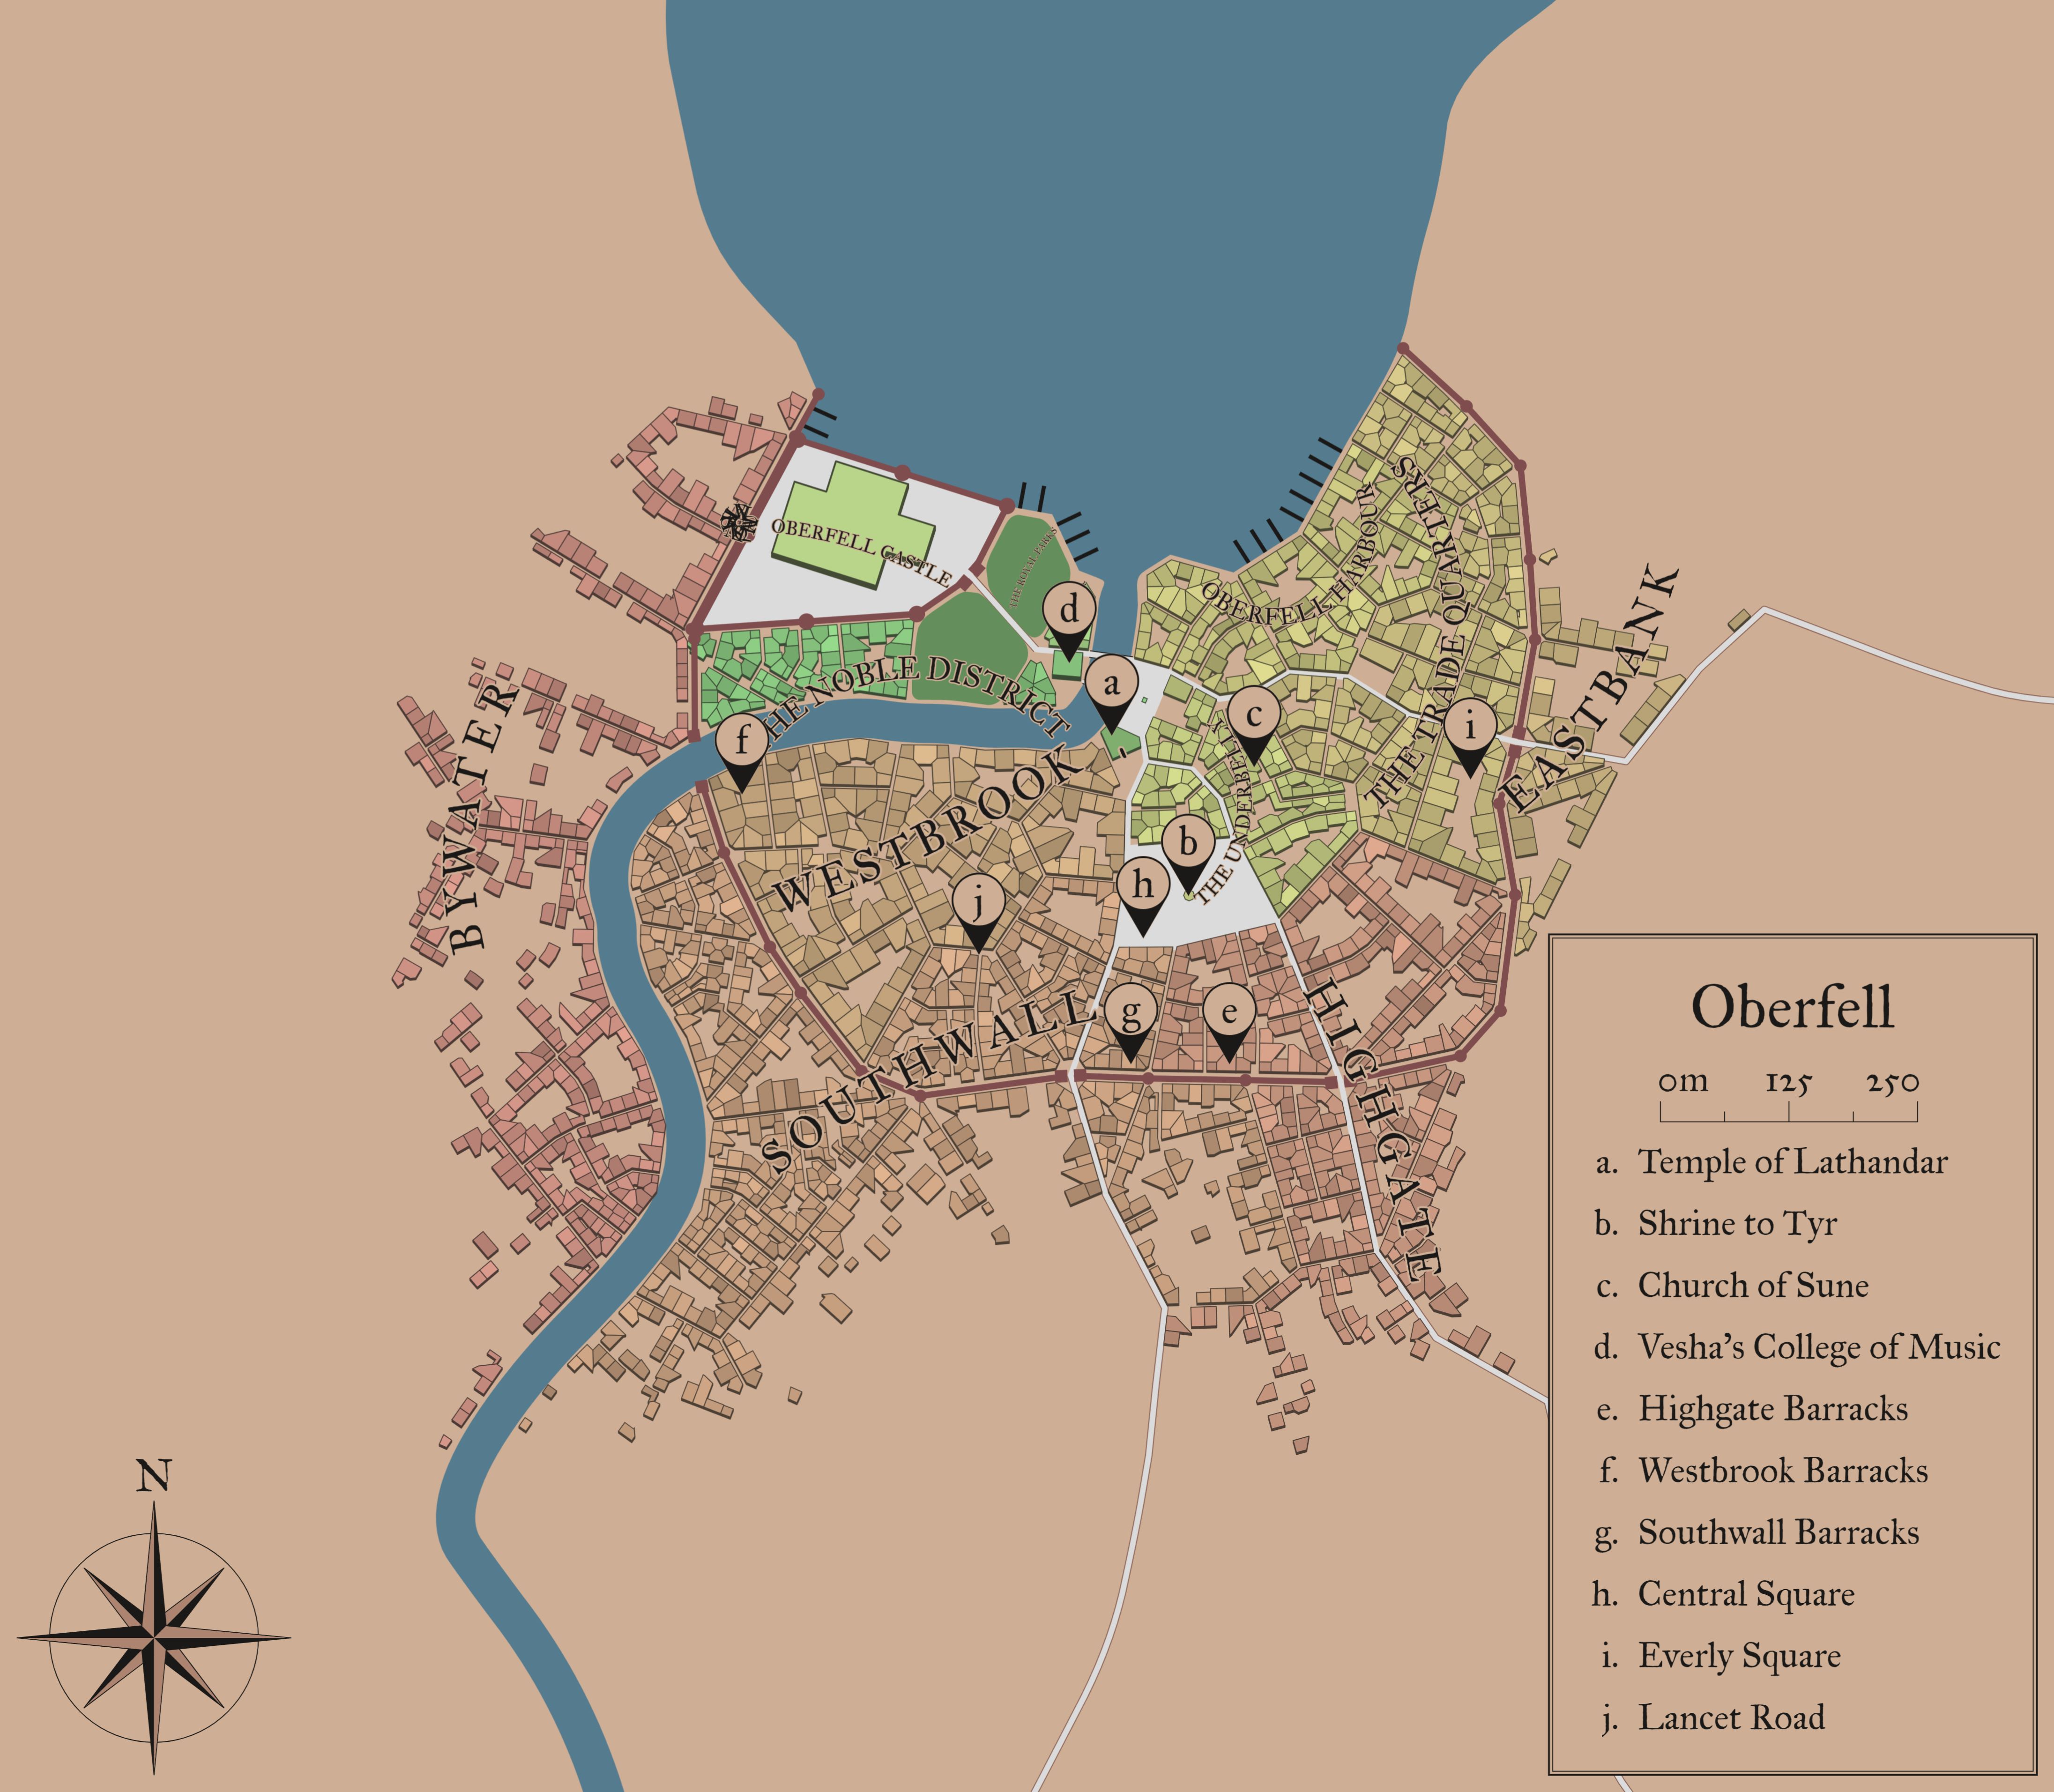 OBERFELL CASTLE
THE ROYAL PARKS
d
OBERFELL HARBOUR
THE TRADE QUARTERS
THE NOBLE DISTRICT
a
c
i
f
EASTBANK
BYWATER
WESTBROOK
THE UNDERBELLY
b
h
j
SOUTHWALL
g
e
HIGHGATE
Oberfell
0m 125 250
a. Temple of Lathandar
b. Shrine to Tyr
c. Church of Sune
d. Vesha's College of Music
e. Highgate Barracks
f. Westbrook Barracks
g. Southwall Barracks
h. Central Square
i. Everly Square
j. Lancet Road
N